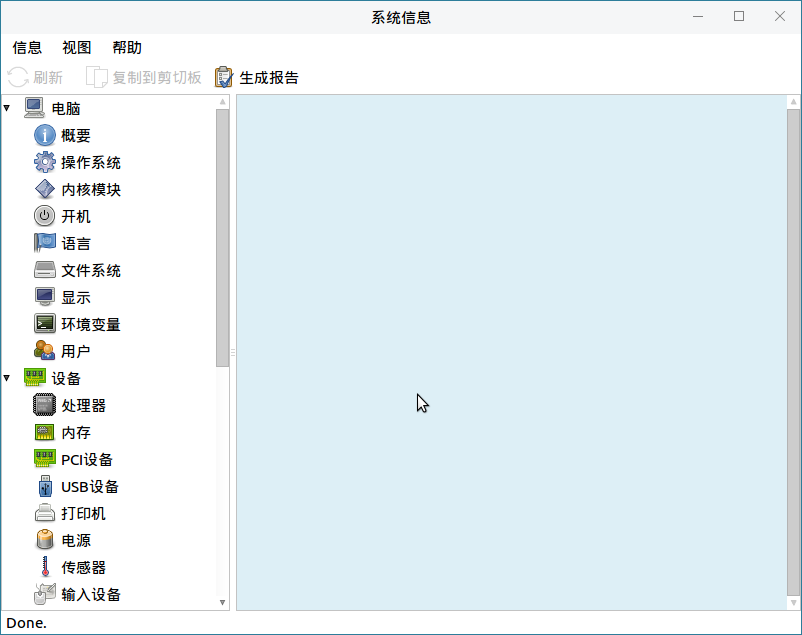 系统信息
信息 视图 帮助
刷新 复制到剪切板 生成报告
电脑
概要
操作系统
内核模块
开机
语言
文件系统
显示
环境变量
用户
设备
处理器
内存
PCI设备
USB设备
打印机
电源
传感器
输入设备
Done.